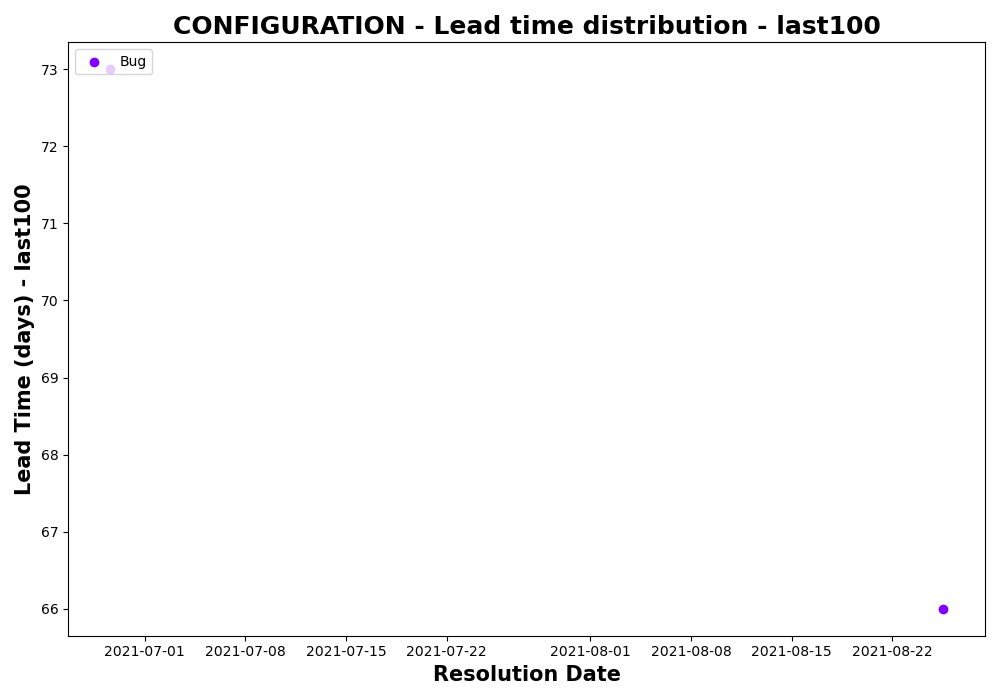 CONFIGURATION - Lead time distribution - last100
Bug
Lead Time (days) - last100
73
72
71
70
69
68
67
66
2021-07-01 2021-07-08 2021-07-15 2021-07-22 2021-08-01 2021-08-08 2021-08-15 2021-08-22
Resolution Date